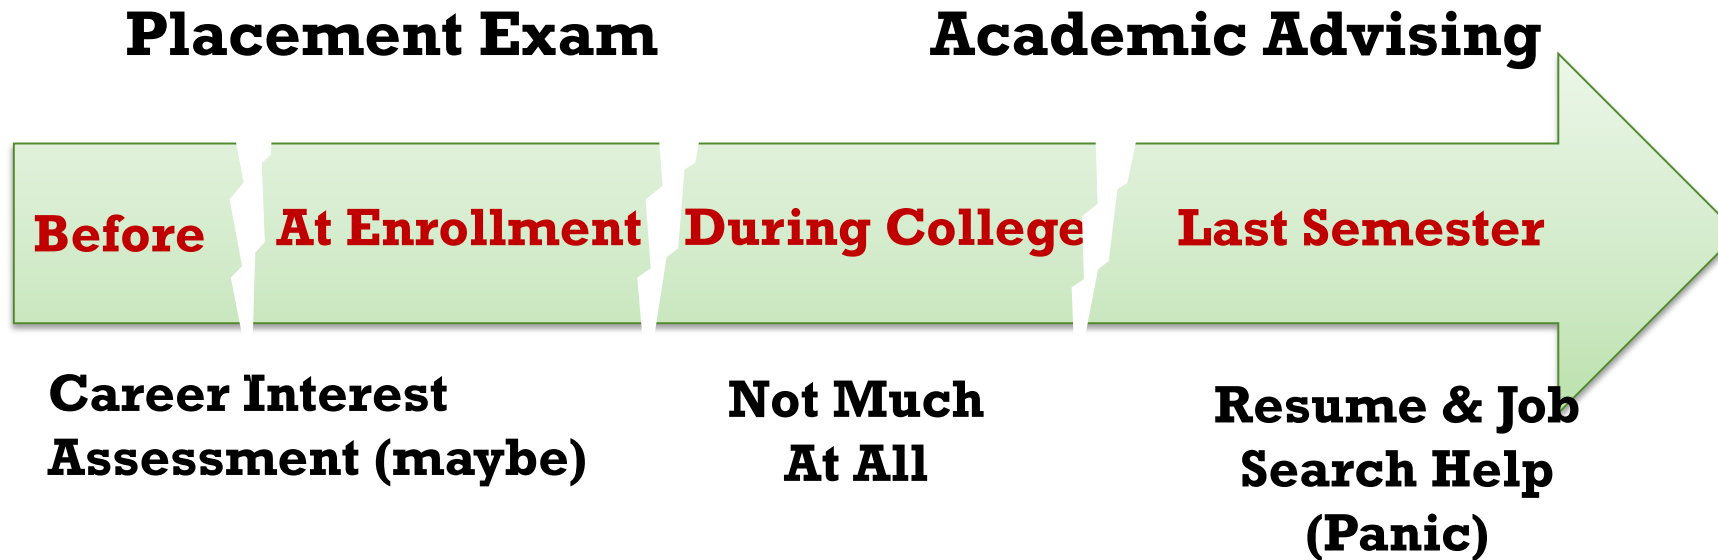 Placement Exam
Academic Advising
Before
At Enrollment
During College
Last Semester
Career Interest
Assessment (maybe)
Not Much
At All
Resume & Job
Search Help
(Panic)